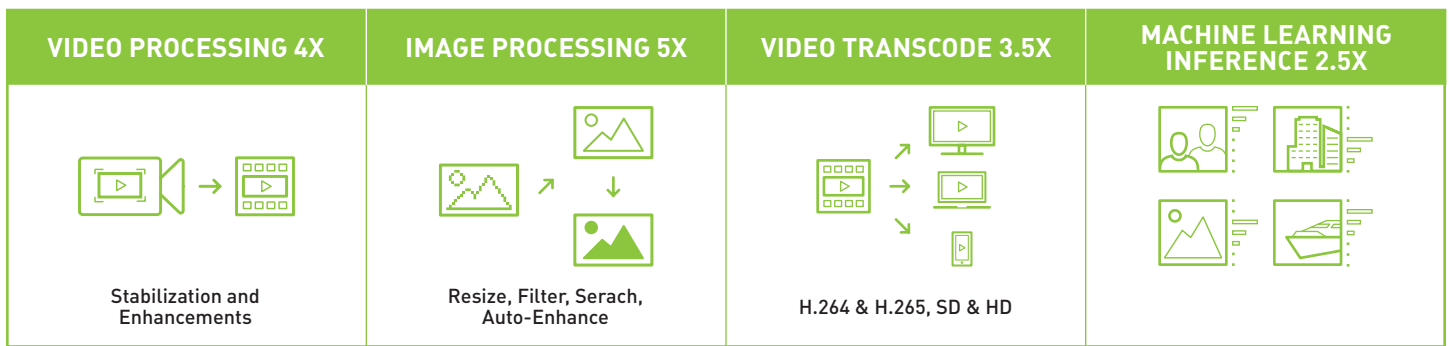 VIDEO PROCESSING 4X
IMAGE PROCESSING 5X
VIDEO TRANSCODE 3.5X
MACHINE LEARNING
INFERENCE 2.5X
Stabilization and
Enhancements
Resize, Filter, Serach,
Auto-Enhance
H.264 & H.265, SD & HD